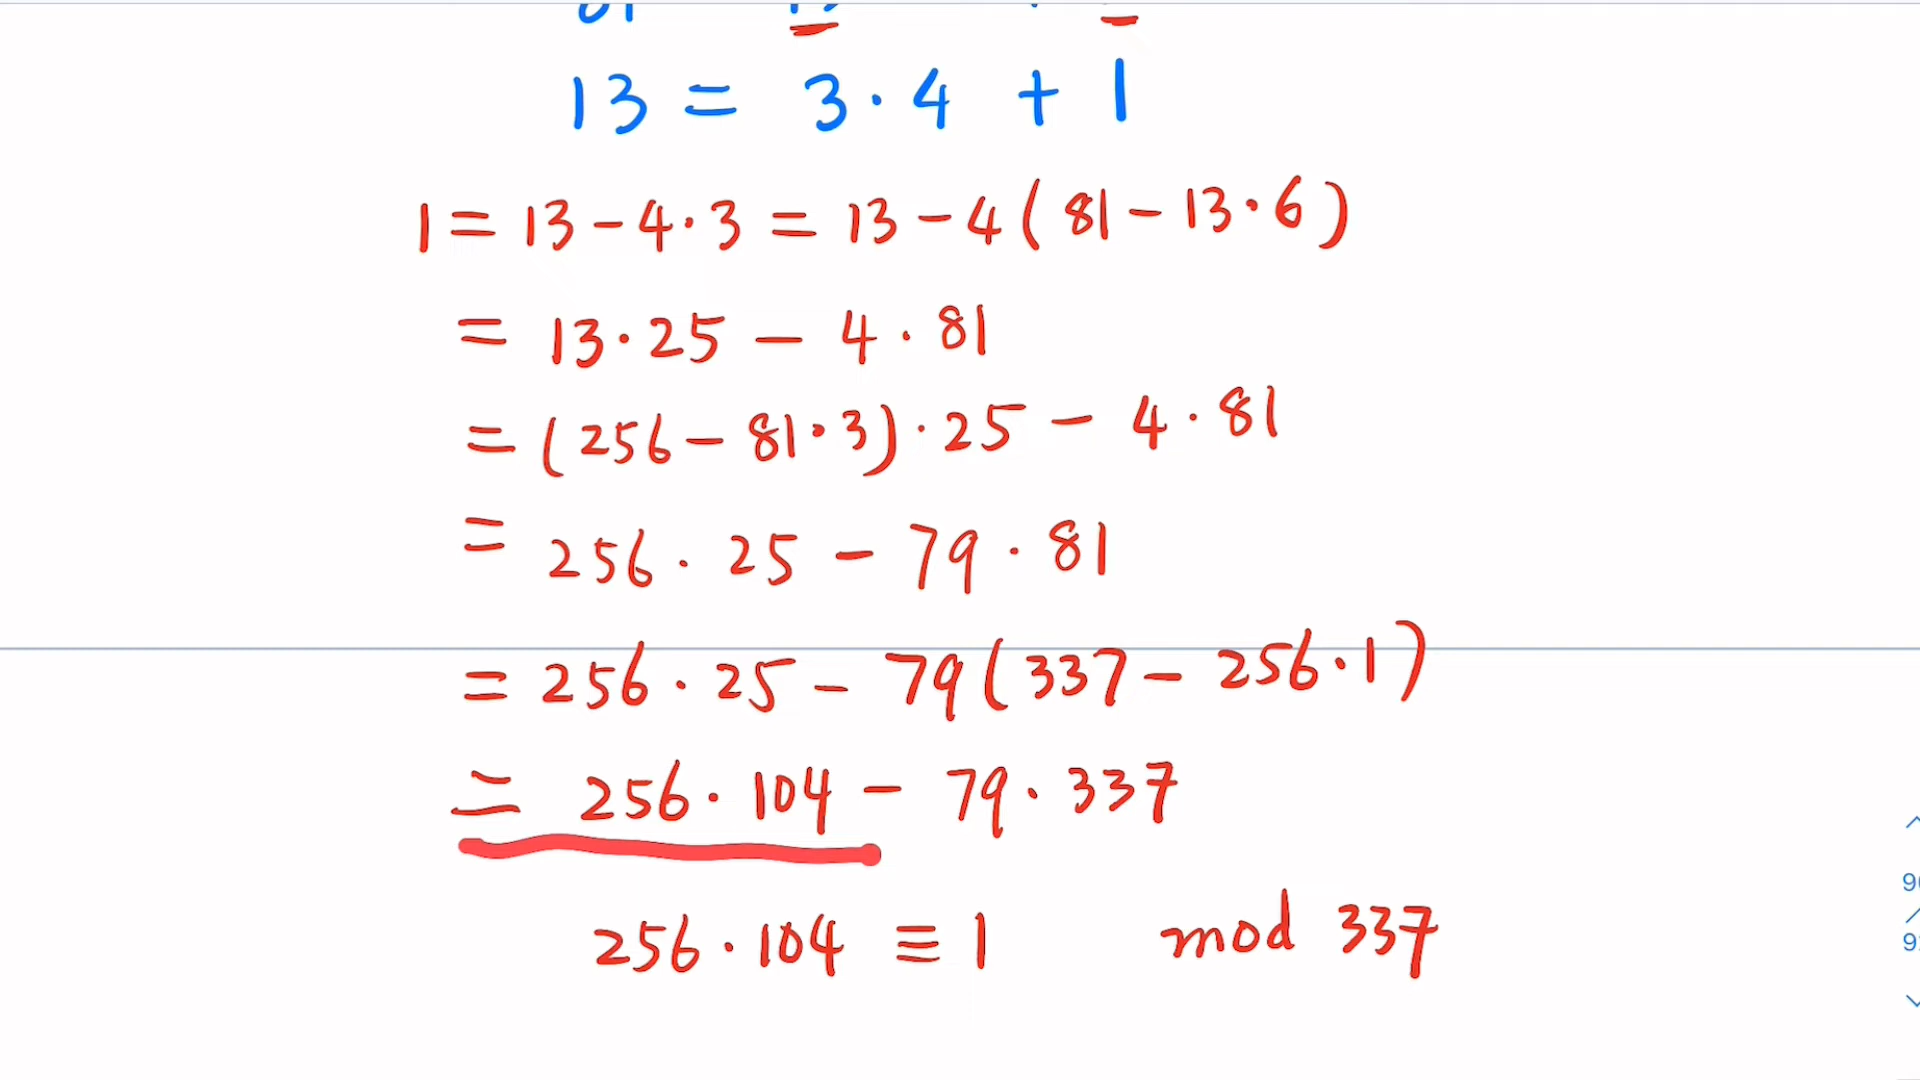 13 = 3·4 + 1
1 = 13 - 4·3 = 13 - 4(81 - 13·6)
= 13·25 - 4·81
= (256 - 81·3)·25 - 4·81
= 256·25 - 79·81
= 256·25 - 79(337 - 256·1)
= 256·104 - 79·337
256·104 ≡ 1 mod 337